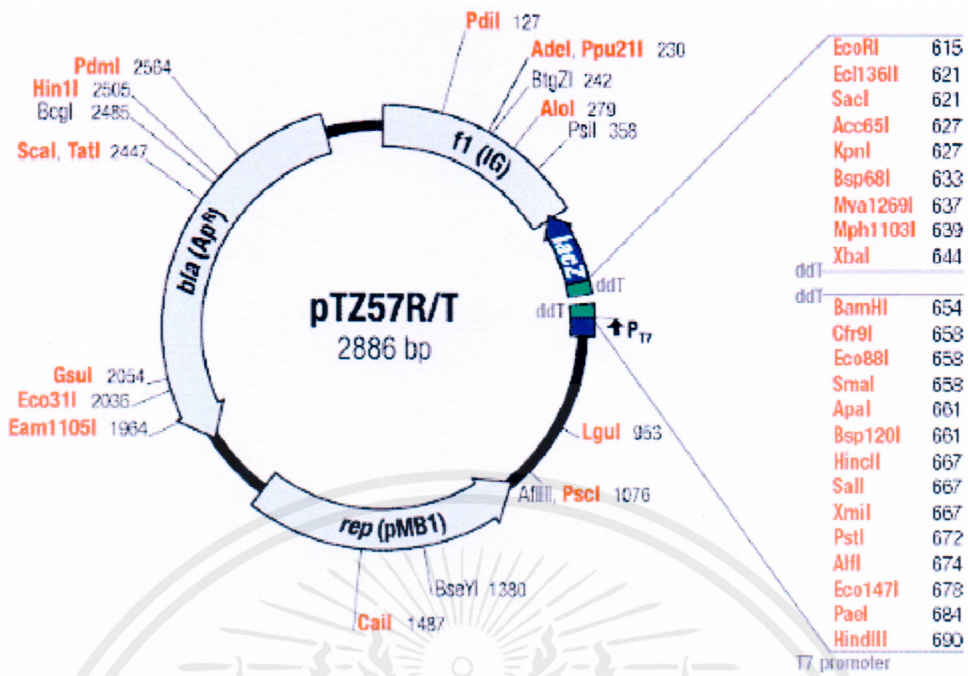 PdiI 127
AdeI, Ppu21I 230
BtgZI 242
AloI 279
PsiI 358
PdmI 2564
Hin1I 2505
BcgI 2485
ScaI, TatI 2447
f1 (IG)
lacZ
ddT
ddT
PT7
bla (ApR)
pTZ57R/T
2886 bp
GsuI 2054
Eco31I 2035
Eam1105I 1964
LguI 953
AflIII, PscI 1076
rep (pMB1)
BseYI 1380
CaiI 1487
EcoRI 615
Ecl136II 621
SacI 621
Acc65I 627
KpnI 627
Bsp68I 633
Mva1269I 637
Mph1103I 639
XbaI 644
ddT
ddT
BamHI 654
Cfr9I 658
Eco88I 658
SmaI 658
ApaI 661
Bsp120I 661
HincII 667
SalI 667
XmiI 667
PstI 672
AlfI 674
Eco147I 678
PaeI 684
HindIII 690
T7 promoter